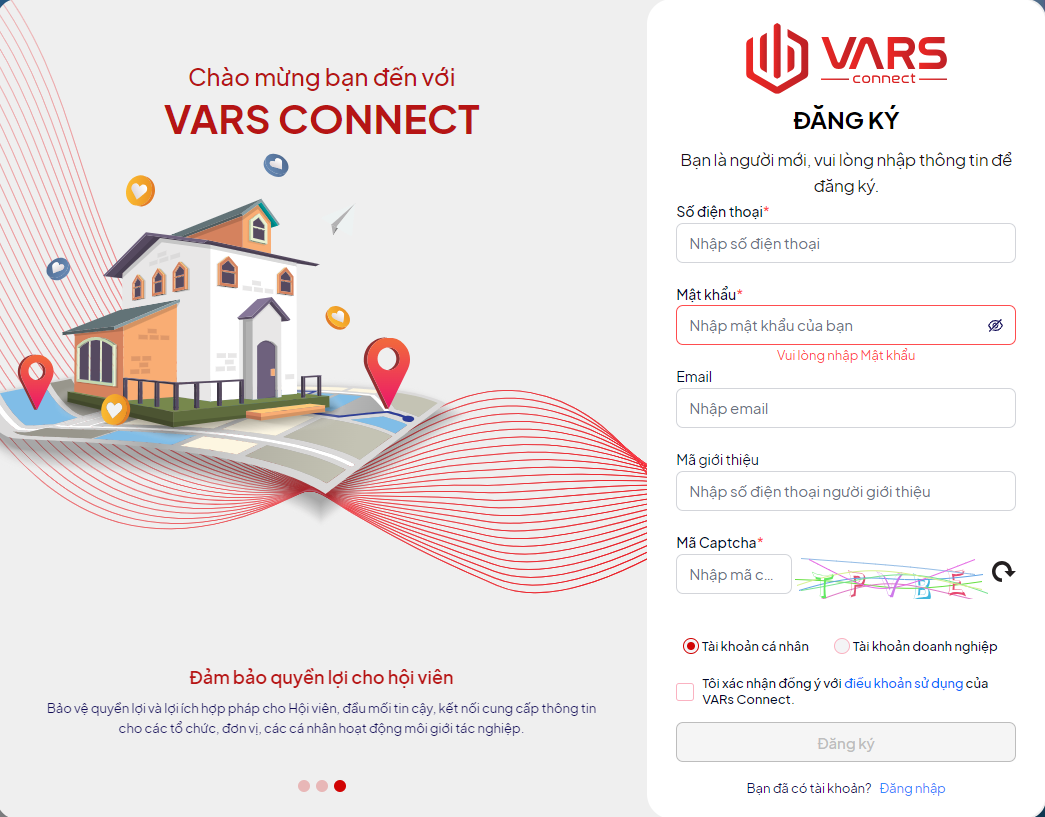 Chào mừng bạn đến với
VARS CONNECT
Đảm bảo quyền lợi cho hội viên
Bảo vệ quyền lợi và lợi ích hợp pháp cho Hội viên, đầu mối tin cậy, kết nối cung cấp thông tin
cho các tổ chức, đơn vị, các cá nhân hoạt động môi giới tác nghiệp.
VARS
connect
ĐĂNG KÝ
Bạn là người mới, vui lòng nhập thông tin để
đăng ký.
Số điện thoại*
Nhập số điện thoại
Mật khẩu*
Nhập mật khẩu của bạn
Vui lòng nhập Mật khẩu
Email
Nhập email
Mã giới thiệu
Nhập số điện thoại người giới thiệu
Mã Captcha*
Nhập mã c... TPVBE
Tài khoản cá nhân Tài khoản doanh nghiệp
Tôi xác nhận đồng ý với điều khoản sử dụng của
VARs Connect.
Đăng ký
Bạn đã có tài khoản? Đăng nhập